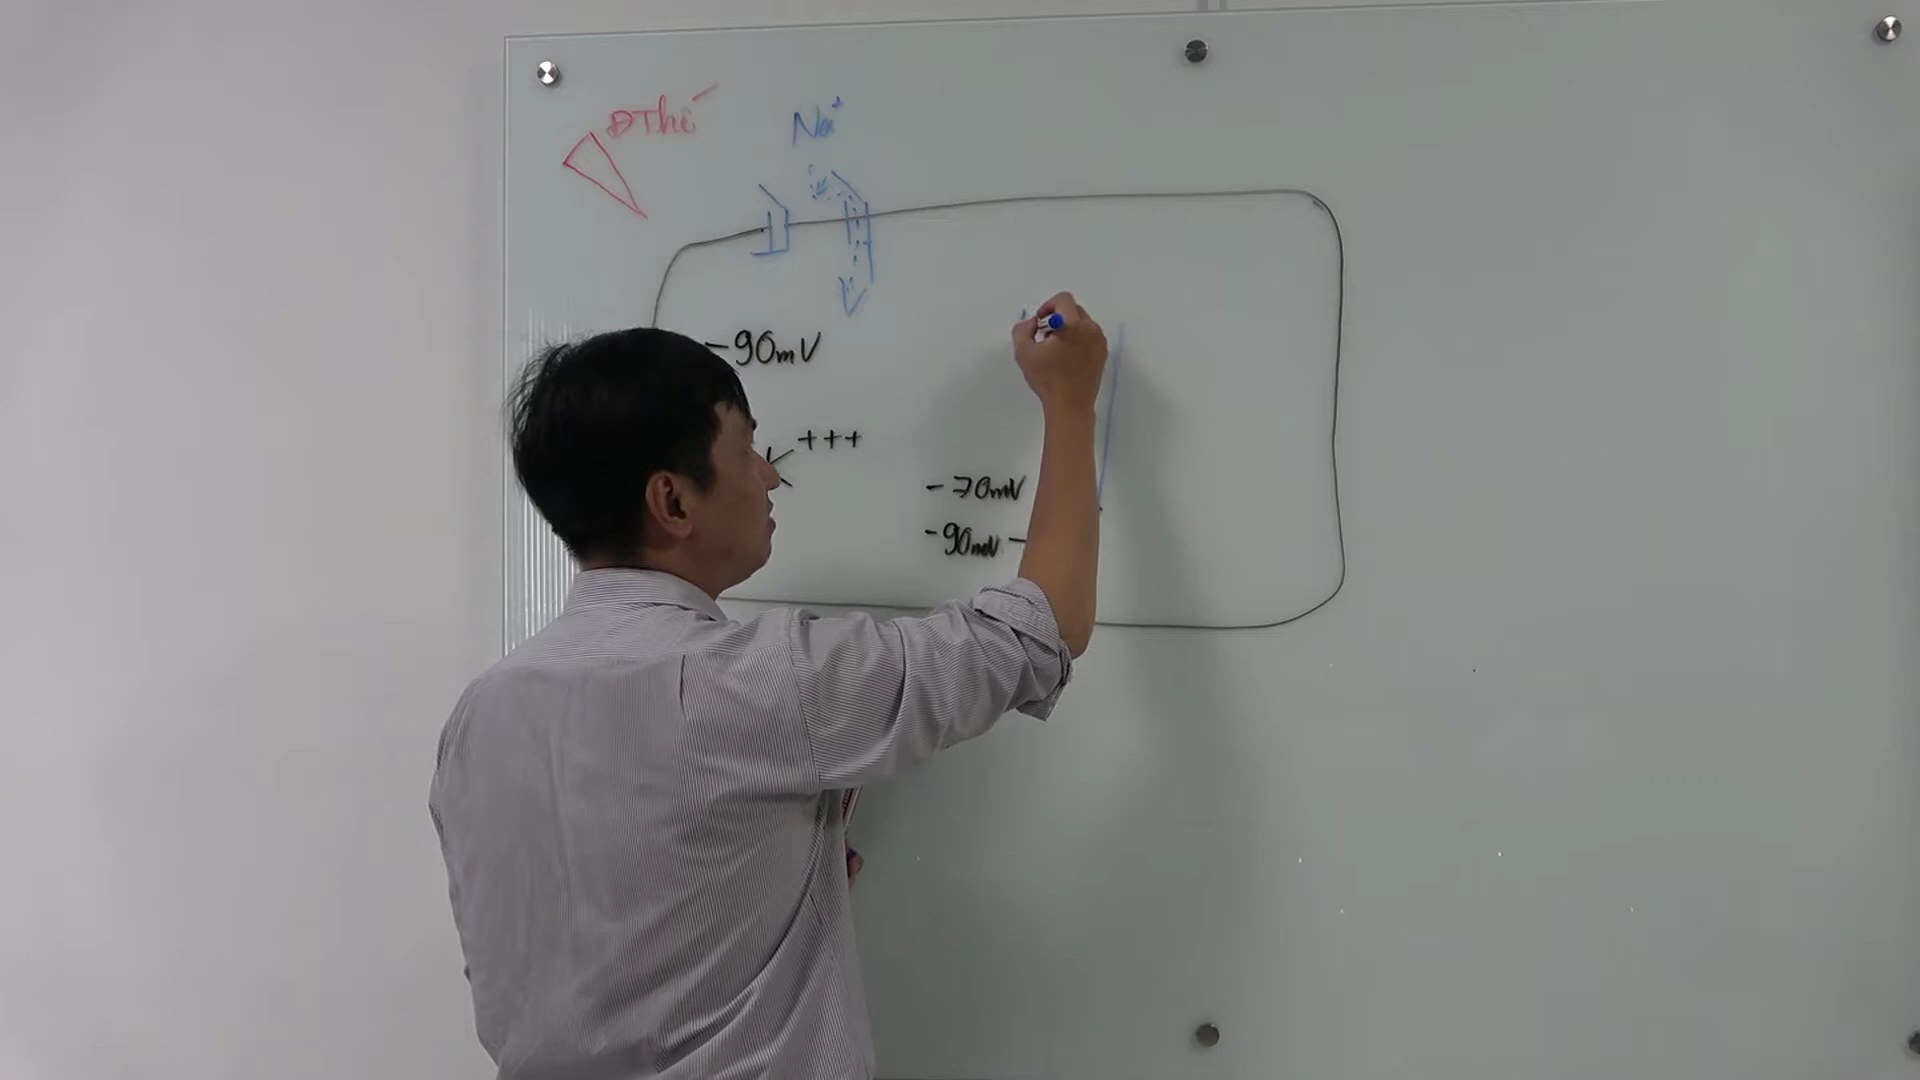 ĐThế
Na+
-90mV
+++
-70mV
-90mV -